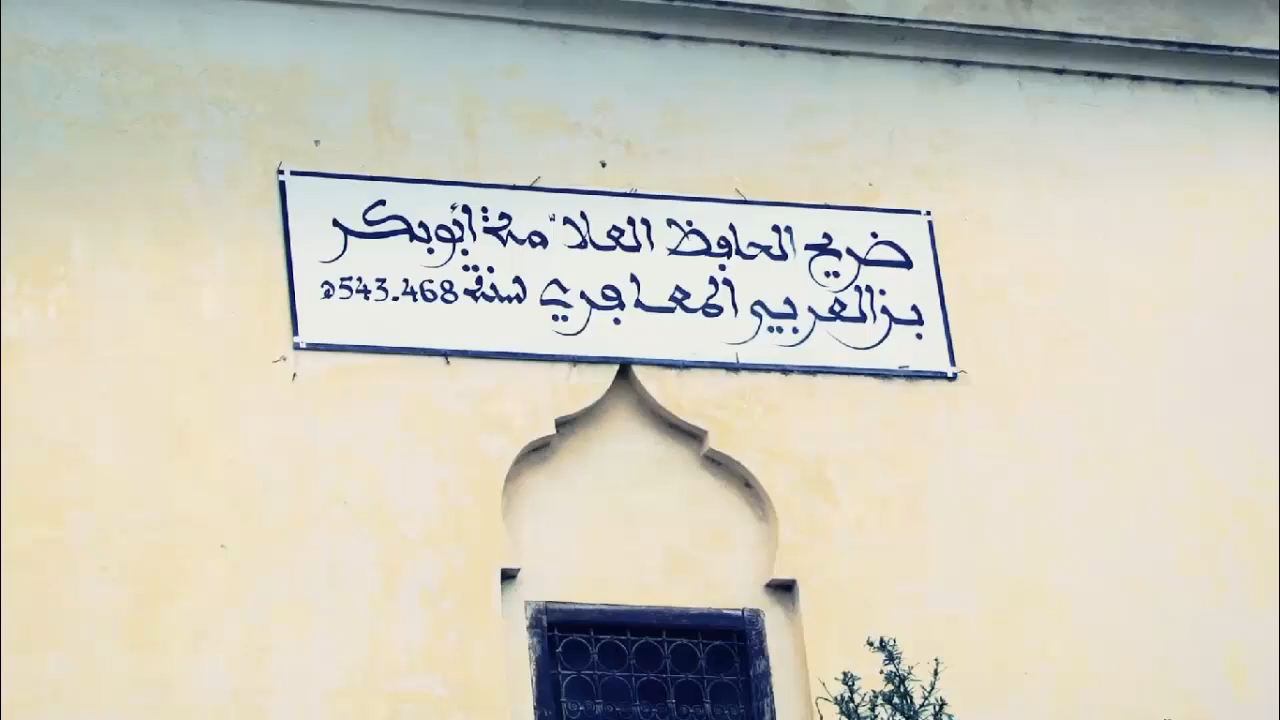 ضريح الحافظ العلامة أبوبكر
بن العربي المعافري سنة 468-543ه